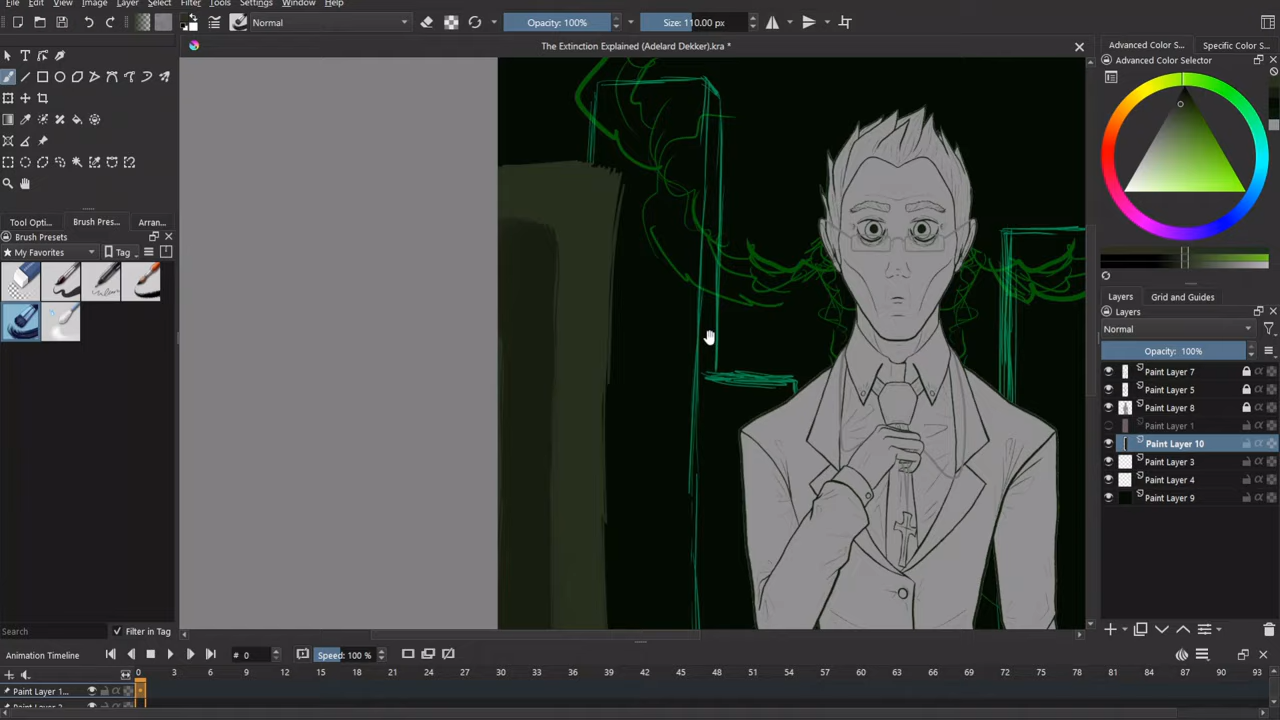 File Edit View Image Layer Select Filter Tools Settings Window Help
Normal
Opacity: 100%
Size: 110.00 px
The Extinction Explained (Adelard Dekker).kra *
Advanced Color S...
Specific Color S...
Advanced Color Selector
Tool Opti...
Brush Pres...
Arran...
Brush Presets
My Favorites
Tag
Layers
Grid and Guides
Layers
Normal
Opacity: 100%
Paint Layer 7
Paint Layer 5
Paint Layer 8
Paint Layer 1
Paint Layer 10
Paint Layer 3
Paint Layer 4
Paint Layer 9
Search
Filter in Tag
Animation Timeline
# 0
Speed: 100 %
0 3 6 9 12 15 18 21 24 27 30 33 36 39 42 45 48 51 54 57 60 63 66 69 72 75 78 81 84 87 90 93
Paint Layer 1...